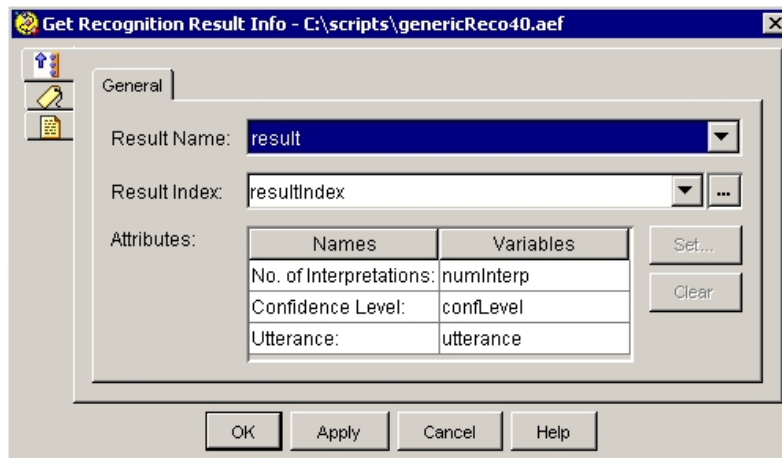 Get Recognition Result Info - C:\scripts\genericReco40.aef
General
Result Name: result
Result Index: resultIndex ...
Attributes: Names Variables Set...
No. of Interpretations: numInterp
Clear
Confidence Level: confLevel
Utterance: utterance
OK Apply Cancel Help